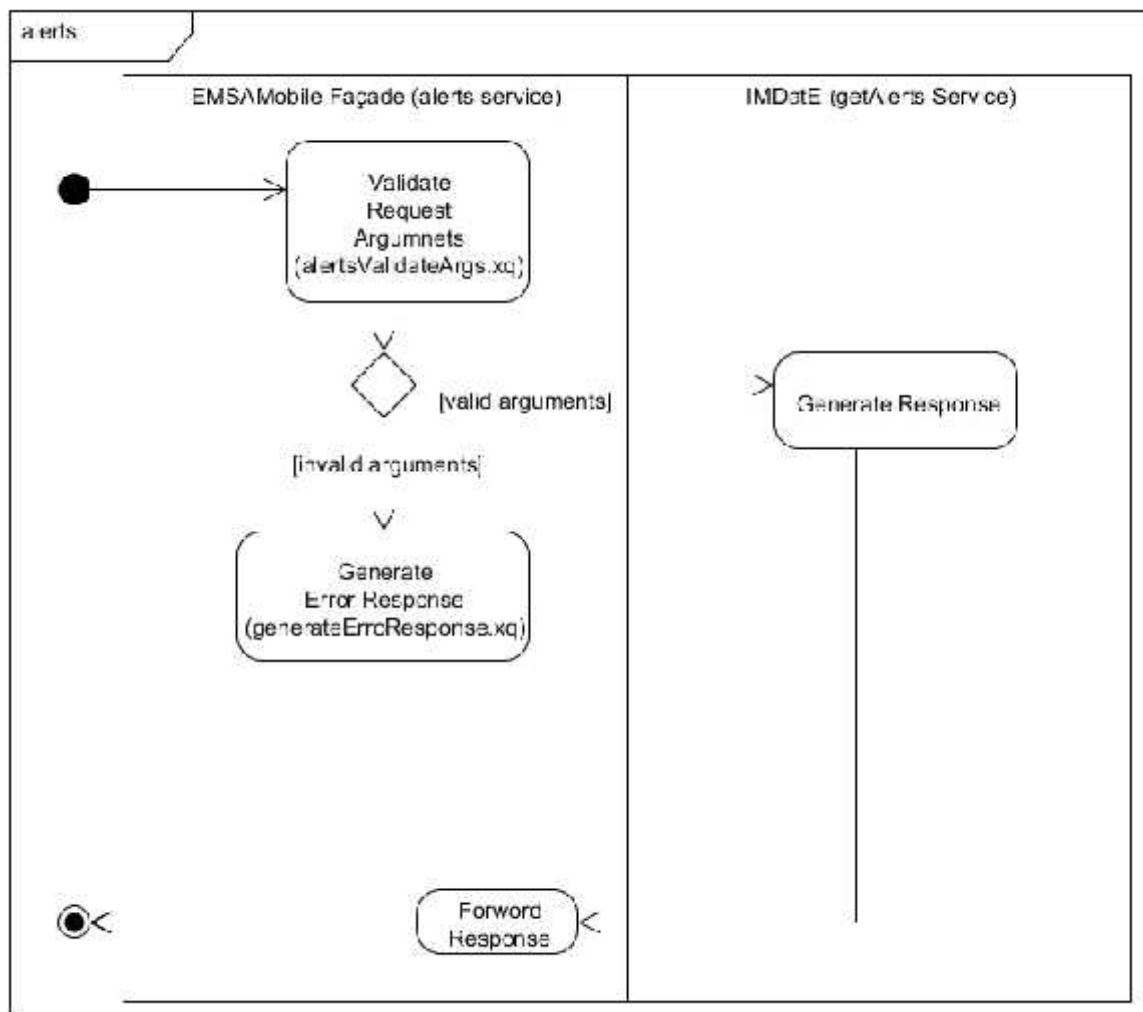 alerts
EMSAMobile Façade (alerts service)
IMDatE (getAlerts Service)
Validate
Request
Argumnets
(alertsValidateArgs.xq)
[valid arguments]
Generate Response
[invalid arguments]
Generate
Error Response
(generateErroResponse.xq)
Forword
Response